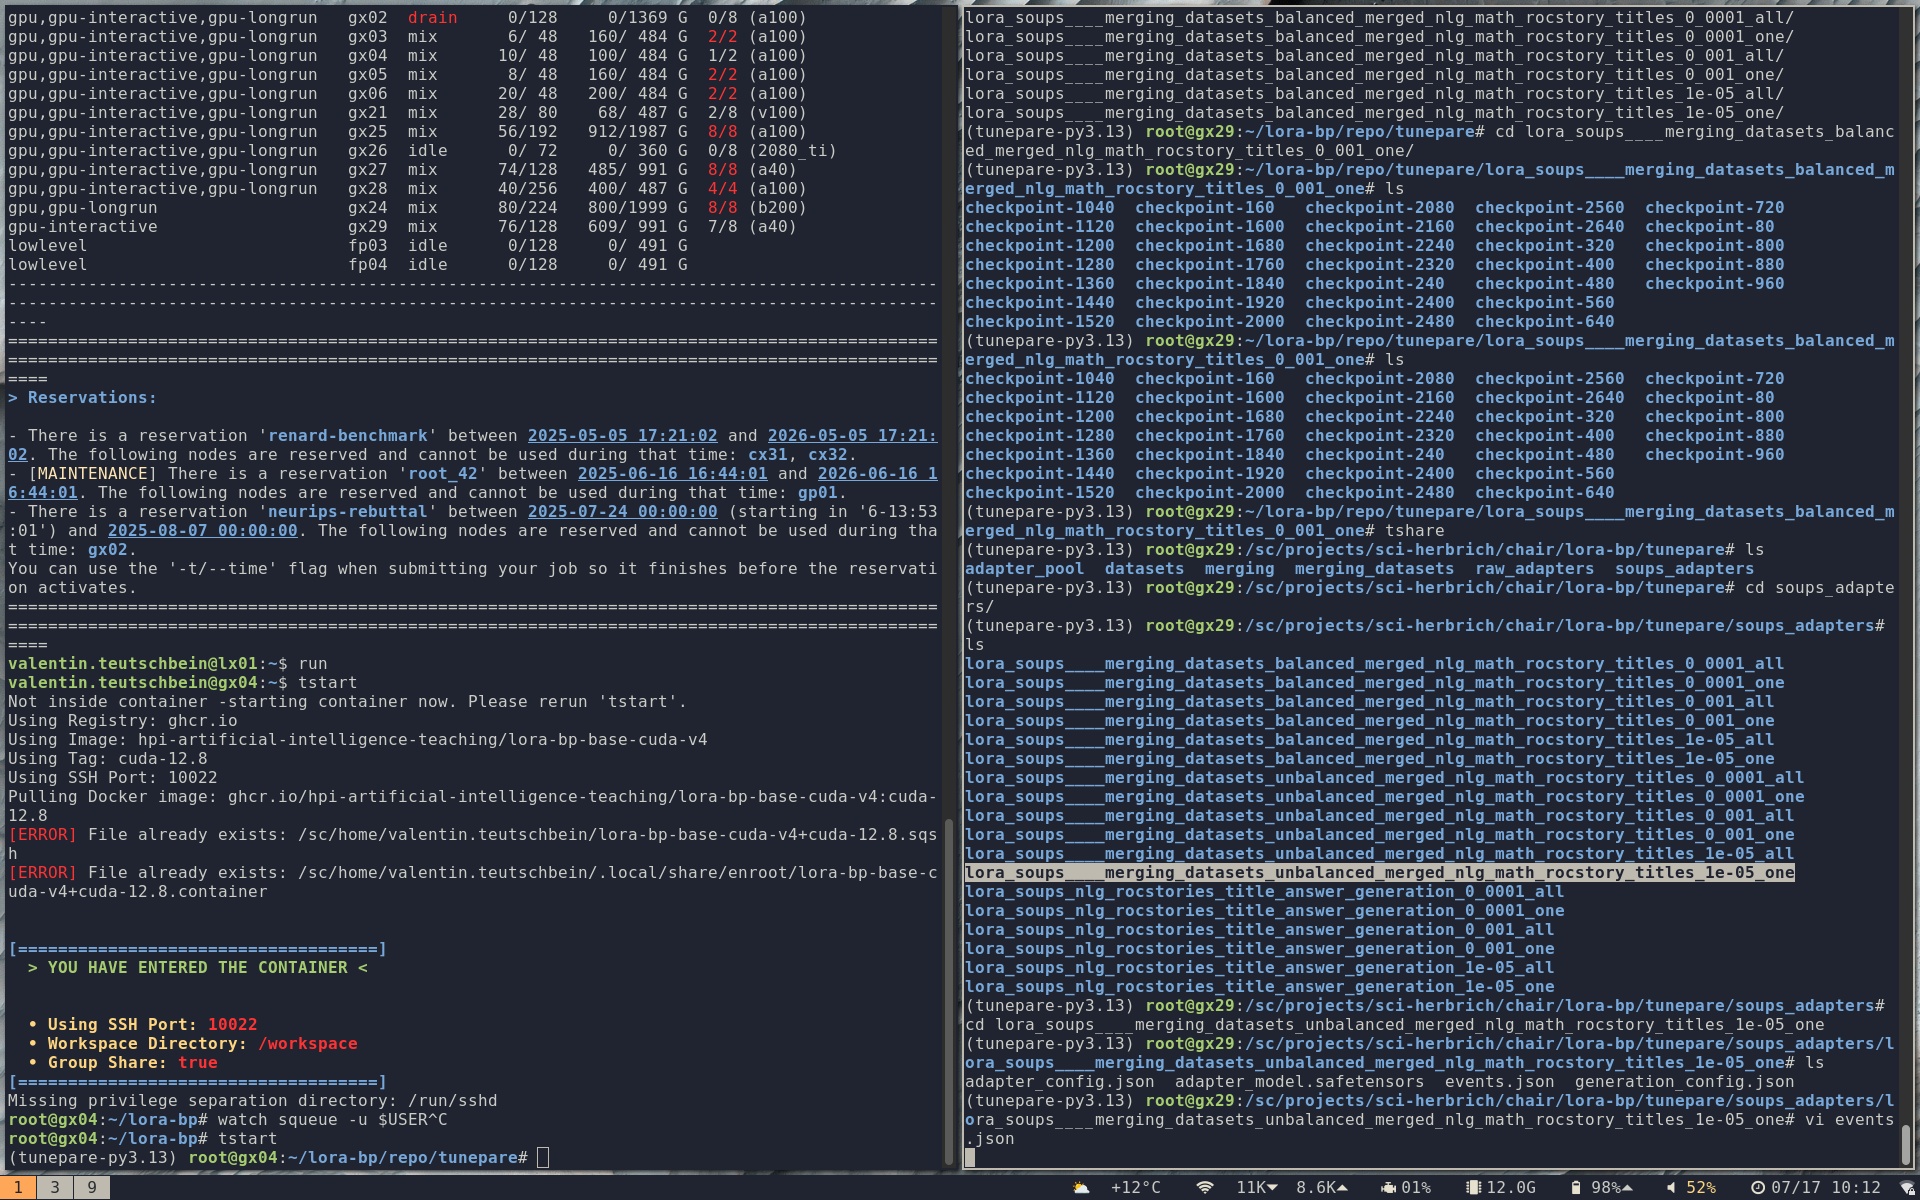 gpu,gpu-interactive,gpu-longrun   gx02  drain     0/128     0/1369 G  0/8 (a100)
gpu,gpu-interactive,gpu-longrun   gx03  mix       6/ 48   160/ 484 G  2/2 (a100)
gpu,gpu-interactive,gpu-longrun   gx04  mix      10/ 48   100/ 484 G  1/2 (a100)
gpu,gpu-interactive,gpu-longrun   gx05  mix       8/ 48   160/ 484 G  2/2 (a100)
gpu,gpu-interactive,gpu-longrun   gx06  mix      20/ 48   200/ 484 G  2/2 (a100)
gpu,gpu-interactive,gpu-longrun   gx21  mix      28/ 80    68/ 487 G  2/8 (v100)
gpu,gpu-interactive,gpu-longrun   gx25  mix      56/192   912/1987 G  8/8 (a100)
gpu,gpu-interactive,gpu-longrun   gx26  idle      0/ 72     0/ 360 G  0/8 (2080_ti)
gpu,gpu-interactive,gpu-longrun   gx27  mix      74/128   485/ 991 G  8/8 (a40)
gpu,gpu-interactive,gpu-longrun   gx28  mix      40/256   400/ 487 G  4/4 (a100)
gpu,gpu-longrun                   gx24  mix      80/224   800/1999 G  8/8 (b200)
gpu-interactive                   gx29  mix      76/128   609/ 991 G  7/8 (a40)
lowlevel                          fp03  idle      0/128     0/ 491 G
lowlevel                          fp04  idle      0/128     0/ 491 G
---------------------------------------------------------------------------------------------
---------------------------------------------------------------------------------------------
----
=============================================================================================
=============================================================================================
====
> Reservations:
- There is a reservation 'renard-benchmark' between 2025-05-05 17:21:02 and 2026-05-05 17:21:
02. The following nodes are reserved and cannot be used during that time: cx31, cx32.
- [MAINTENANCE] There is a reservation 'root_42' between 2025-06-16 16:44:01 and 2026-06-16 1
6:44:01. The following nodes are reserved and cannot be used during that time: gp01.
- There is a reservation 'neurips-rebuttal' between 2025-07-24 00:00:00 (starting in '6-13:53
:01') and 2025-08-07 00:00:00. The following nodes are reserved and cannot be used during tha
t time: gx02.
You can use the '-t/--time' flag when submitting your job so it finishes before the reservati
on activates.
=============================================================================================
=============================================================================================
====
valentin.teutschbein@lx01:~$ run
valentin.teutschbein@gx04:~$ tstart
Not inside container -starting container now. Please rerun 'tstart'.
Using Registry: ghcr.io
Using Image: hpi-artificial-intelligence-teaching/lora-bp-base-cuda-v4
Using Tag: cuda-12.8
Using SSH Port: 10022
Pulling Docker image: ghcr.io/hpi-artificial-intelligence-teaching/lora-bp-base-cuda-v4:cuda-
12.8
[ERROR] File already exists: /sc/home/valentin.teutschbein/lora-bp-base-cuda-v4+cuda-12.8.sqs
h
[ERROR] File already exists: /sc/home/valentin.teutschbein/.local/share/enroot/lora-bp-base-c
uda-v4+cuda-12.8.container
[====================================]
> YOU HAVE ENTERED THE CONTAINER <
• Using SSH Port: 10022
• Workspace Directory: /workspace
• Group Share: true
[====================================]
Missing privilege separation directory: /run/sshd
root@gx04:~/lora-bp# watch squeue -u $USER^C
root@gx04:~/lora-bp# tstart
(tunepare-py3.13) root@gx04:~/lora-bp/repo/tunepare#
lora_soups____merging_datasets_balanced_merged_nlg_math_rocstory_titles_0_0001_all/
lora_soups____merging_datasets_balanced_merged_nlg_math_rocstory_titles_0_0001_one/
lora_soups____merging_datasets_balanced_merged_nlg_math_rocstory_titles_0_001_all/
lora_soups____merging_datasets_balanced_merged_nlg_math_rocstory_titles_0_001_one/
lora_soups____merging_datasets_balanced_merged_nlg_math_rocstory_titles_1e-05_all/
lora_soups____merging_datasets_balanced_merged_nlg_math_rocstory_titles_1e-05_one/
(tunepare-py3.13) root@gx29:~/lora-bp/repo/tunepare# cd lora_soups____merging_datasets_balanc
ed_merged_nlg_math_rocstory_titles_0_001_one/
(tunepare-py3.13) root@gx29:~/lora-bp/repo/tunepare/lora_soups____merging_datasets_balanced_m
erged_nlg_math_rocstory_titles_0_001_one# ls
checkpoint-1040  checkpoint-160   checkpoint-2080  checkpoint-2560  checkpoint-720
checkpoint-1120  checkpoint-1600  checkpoint-2160  checkpoint-2640  checkpoint-80
checkpoint-1200  checkpoint-1680  checkpoint-2240  checkpoint-320   checkpoint-800
checkpoint-1280  checkpoint-1760  checkpoint-2320  checkpoint-400   checkpoint-880
checkpoint-1360  checkpoint-1840  checkpoint-240   checkpoint-480   checkpoint-960
checkpoint-1440  checkpoint-1920  checkpoint-2400  checkpoint-560
checkpoint-1520  checkpoint-2000  checkpoint-2480  checkpoint-640
(tunepare-py3.13) root@gx29:~/lora-bp/repo/tunepare/lora_soups____merging_datasets_balanced_m
erged_nlg_math_rocstory_titles_0_001_one# ls
checkpoint-1040  checkpoint-160   checkpoint-2080  checkpoint-2560  checkpoint-720
checkpoint-1120  checkpoint-1600  checkpoint-2160  checkpoint-2640  checkpoint-80
checkpoint-1200  checkpoint-1680  checkpoint-2240  checkpoint-320   checkpoint-800
checkpoint-1280  checkpoint-1760  checkpoint-2320  checkpoint-400   checkpoint-880
checkpoint-1360  checkpoint-1840  checkpoint-240   checkpoint-480   checkpoint-960
checkpoint-1440  checkpoint-1920  checkpoint-2400  checkpoint-560
checkpoint-1520  checkpoint-2000  checkpoint-2480  checkpoint-640
(tunepare-py3.13) root@gx29:~/lora-bp/repo/tunepare/lora_soups____merging_datasets_balanced_m
erged_nlg_math_rocstory_titles_0_001_one# tshare
(tunepare-py3.13) root@gx29:/sc/projects/sci-herbrich/chair/lora-bp/tunepare# ls
adapter_pool  datasets  merging  merging_datasets  raw_adapters  soups_adapters
(tunepare-py3.13) root@gx29:/sc/projects/sci-herbrich/chair/lora-bp/tunepare# cd soups_adapte
rs/
(tunepare-py3.13) root@gx29:/sc/projects/sci-herbrich/chair/lora-bp/tunepare/soups_adapters#
ls
lora_soups____merging_datasets_balanced_merged_nlg_math_rocstory_titles_0_0001_all
lora_soups____merging_datasets_balanced_merged_nlg_math_rocstory_titles_0_0001_one
lora_soups____merging_datasets_balanced_merged_nlg_math_rocstory_titles_0_001_all
lora_soups____merging_datasets_balanced_merged_nlg_math_rocstory_titles_0_001_one
lora_soups____merging_datasets_balanced_merged_nlg_math_rocstory_titles_1e-05_all
lora_soups____merging_datasets_balanced_merged_nlg_math_rocstory_titles_1e-05_one
lora_soups____merging_datasets_unbalanced_merged_nlg_math_rocstory_titles_0_0001_all
lora_soups____merging_datasets_unbalanced_merged_nlg_math_rocstory_titles_0_0001_one
lora_soups____merging_datasets_unbalanced_merged_nlg_math_rocstory_titles_0_001_all
lora_soups____merging_datasets_unbalanced_merged_nlg_math_rocstory_titles_0_001_one
lora_soups____merging_datasets_unbalanced_merged_nlg_math_rocstory_titles_1e-05_all
lora_soups____merging_datasets_unbalanced_merged_nlg_math_rocstory_titles_1e-05_one
lora_soups_nlg_rocstories_title_answer_generation_0_0001_all
lora_soups_nlg_rocstories_title_answer_generation_0_0001_one
lora_soups_nlg_rocstories_title_answer_generation_0_001_all
lora_soups_nlg_rocstories_title_answer_generation_0_001_one
lora_soups_nlg_rocstories_title_answer_generation_1e-05_all
lora_soups_nlg_rocstories_title_answer_generation_1e-05_one
(tunepare-py3.13) root@gx29:/sc/projects/sci-herbrich/chair/lora-bp/tunepare/soups_adapters#
cd lora_soups____merging_datasets_unbalanced_merged_nlg_math_rocstory_titles_1e-05_one
(tunepare-py3.13) root@gx29:/sc/projects/sci-herbrich/chair/lora-bp/tunepare/soups_adapters/l
ora_soups____merging_datasets_unbalanced_merged_nlg_math_rocstory_titles_1e-05_one# ls
adapter_config.json  adapter_model.safetensors  events.json  generation_config.json
(tunepare-py3.13) root@gx29:/sc/projects/sci-herbrich/chair/lora-bp/tunepare/soups_adapters/l
ora_soups____merging_datasets_unbalanced_merged_nlg_math_rocstory_titles_1e-05_one# vi events
.json
1 3 9 +12°C 11K 8.6K 01% 12.0G 98% 52% 07/17 10:12